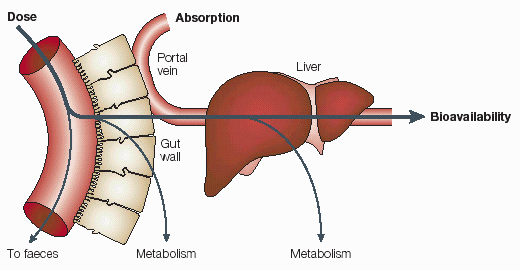 Dose
Absorption
Portal
vein
Liver
Bioavailability
Gut
wall
To faeces
Metabolism
Metabolism